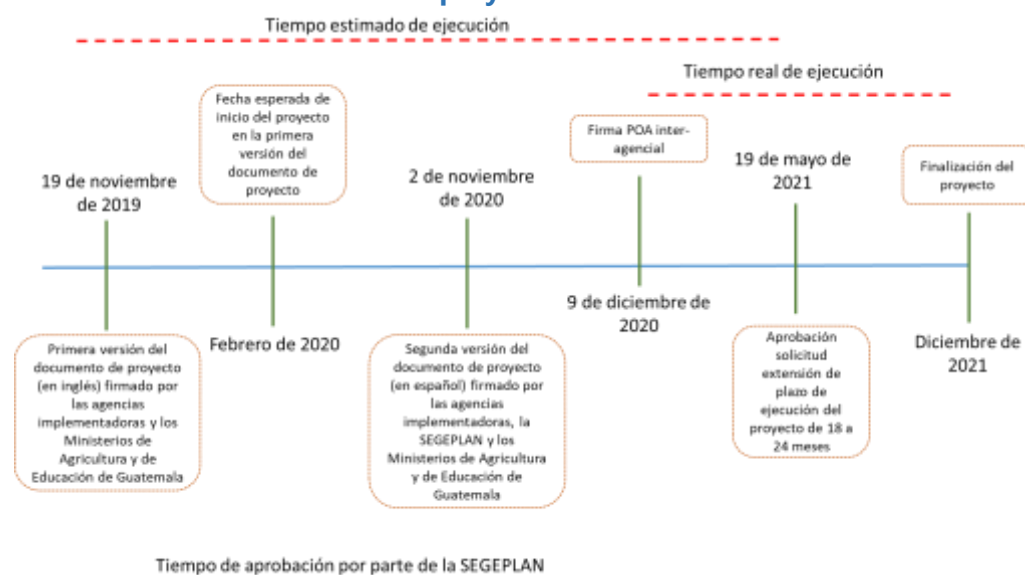 Tiempo estimado de ejecución
Tiempo real de ejecución
Fecha esperada de
inicio del proyecto
en la primera
versión del
documento de
proyecto
Firma POA inter-
agencial
19 de noviembre
de 2019
2 de noviembre
de 2020
19 de mayo de
2021
Finalización del
proyecto
9 de diciembre de
2020
Primera versión del
documento de proyecto
(en inglés) firmado por
las agencias
implementadoras y los
Ministerios de
Agricultura y de
Educación de Guatemala
Febrero de 2020
Segunda versión del
documento de proyecto
(en español) firmado por
las agencias
implementadoras, la
SEGEPLAN y los
Ministerios de Agricultura
y de Educación de
Guatemala
Aprobación
solicitud
extensión de
plazo de
ejecución del
proyecto de 18 a
24 meses
Diciembre de
2021
Tiempo de aprobación por parte de la SEGEPLAN